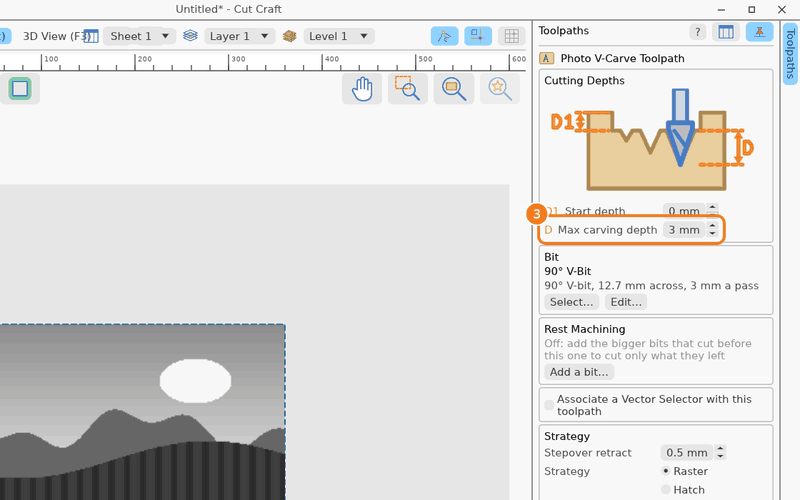 Untitled* - Cut Craft
3D View (F3)
Sheet 1
Layer 1
Level 1
100
200
300
400
500
600
Toolpaths
?
Toolpaths
Photo V-Carve Toolpath
Cutting Depths
D1
D
D1 Start depth 0 mm
3
D Max carving depth 3 mm
Bit
90° V-Bit
90° V-bit, 12.7 mm across, 3 mm a pass
Select...
Edit...
Rest Machining
Off: add the bigger bits that cut before
this one to cut only what they left
Add a bit...
Associate a Vector Selector with this
toolpath
Strategy
Stepover retract 0.5 mm
Strategy Raster
Hatch